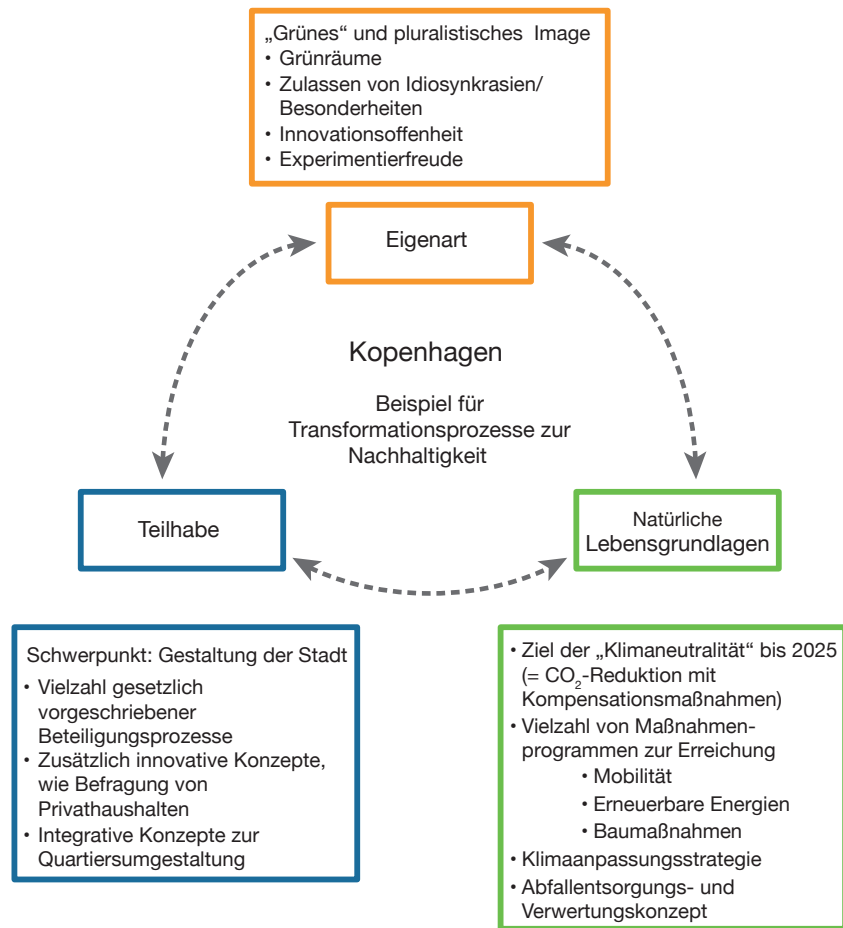 „Grünes“ und pluralistisches Image
• Grünräume
• Zulassen von Idiosynkrasien/
Besonderheiten
• Innovationsoffenheit
• Experimentierfreude
Eigenart
Kopenhagen
Beispiel für
Transformationsprozesse zur
Nachhaltigkeit
Teilhabe
Natürliche
Lebensgrundlagen
Schwerpunkt: Gestaltung der Stadt
• Vielzahl gesetzlich
vorgeschriebener
Beteiligungsprozesse
• Zusätzlich innovative Konzepte,
wie Befragung von
Privathaushalten
• Integrative Konzepte zur
Quartiersumgestaltung
• Ziel der „Klimaneutralität“ bis 2025
(= CO₂-Reduktion mit
Kompensationsmaßnahmen)
• Vielzahl von Maßnahmen-
programmen zur Erreichung
• Mobilität
• Erneuerbare Energien
• Baumaßnahmen
• Klimaanpassungsstrategie
• Abfallentsorgungs- und
Verwertungskonzept